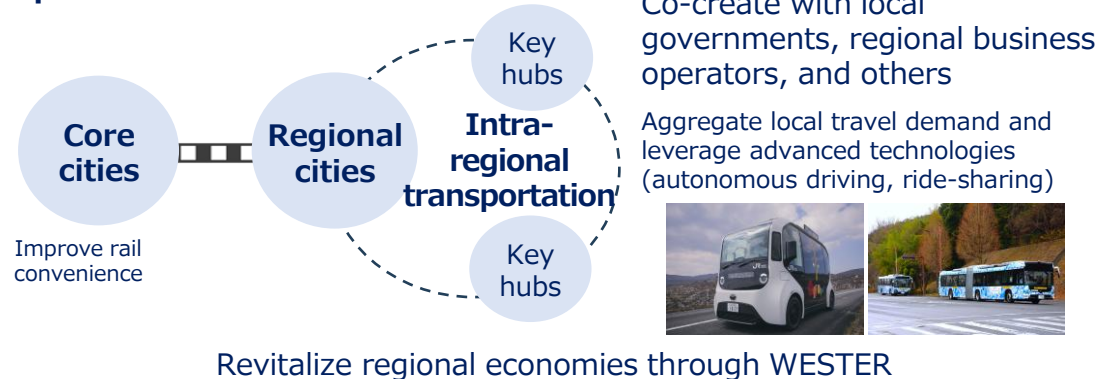 Co-create with local
governments, regional business
operators, and others
Key
hubs
Core
cities
Regional
cities
Intra-
regional
transportation
Aggregate local travel demand and
leverage advanced technologies
(autonomous driving, ride-sharing)
Improve rail
convenience
Key
hubs
Revitalize regional economies through WESTER